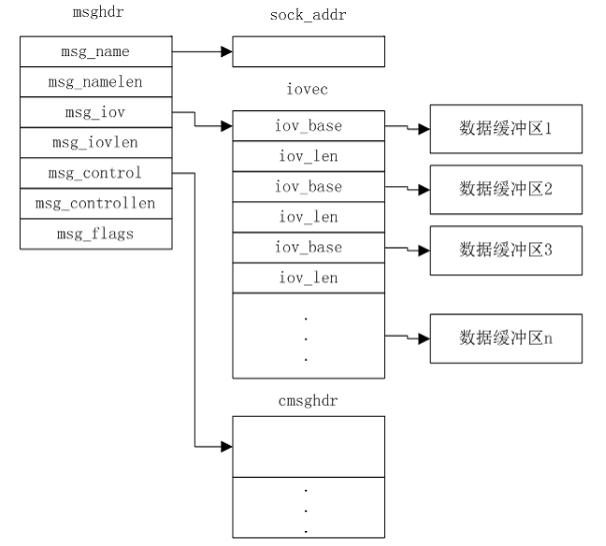 msghdr
msg_name
msg_namelen
msg_iov
msg_iovlen
msg_control
msg_controllen
msg_flags
sock_addr
iovec
iov_base
iov_len
iov_base
iov_len
iov_base
iov_len
.
.
.
数据缓冲区1
数据缓冲区2
数据缓冲区3
数据缓冲区n
cmsghdr
.
.
.